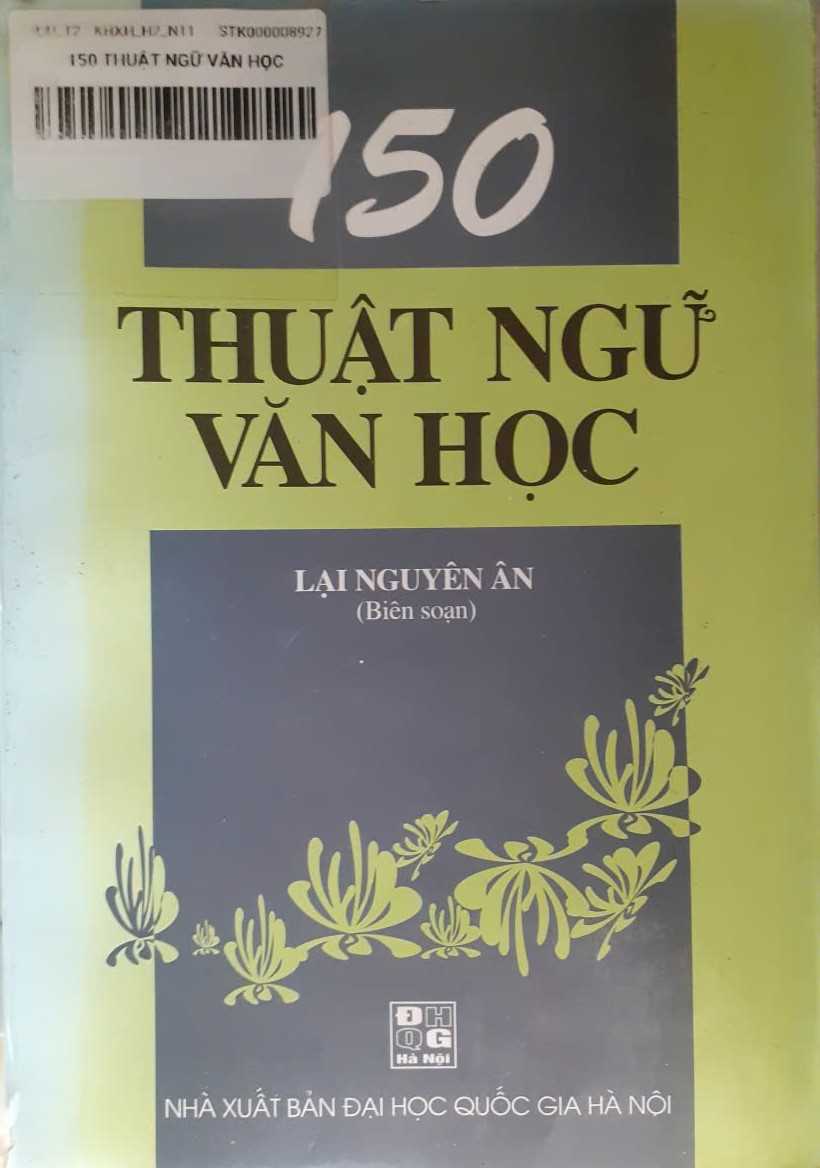 KHXH_H2_N11 STK000008927
150 THUẬT NGỮ VĂN HỌC
150
THUẬT NGỮ
VĂN HỌC
LẠI NGUYÊN ÂN
(Biên soạn)
ĐH
QG
Hà Nội
NHÀ XUẤT BẢN ĐẠI HỌC QUỐC GIA HÀ NỘI